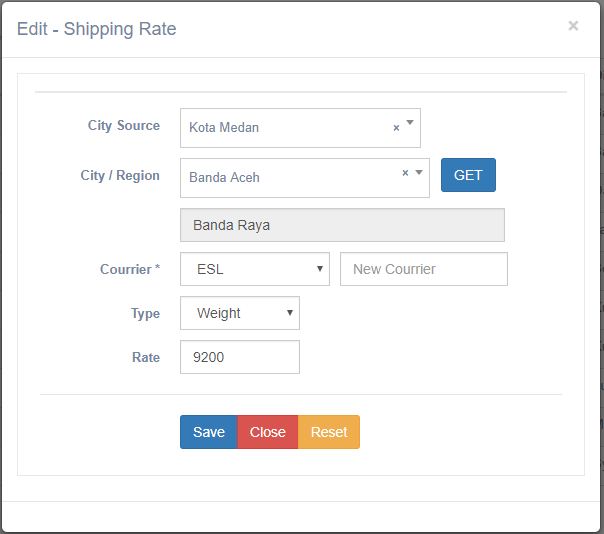 Edit - Shipping Rate ×
City Source Kota Medan ×
City / Region Banda Aceh × GET
Banda Raya
Courrier * ESL New Courrier
Type Weight
Rate 9200
Save Close Reset